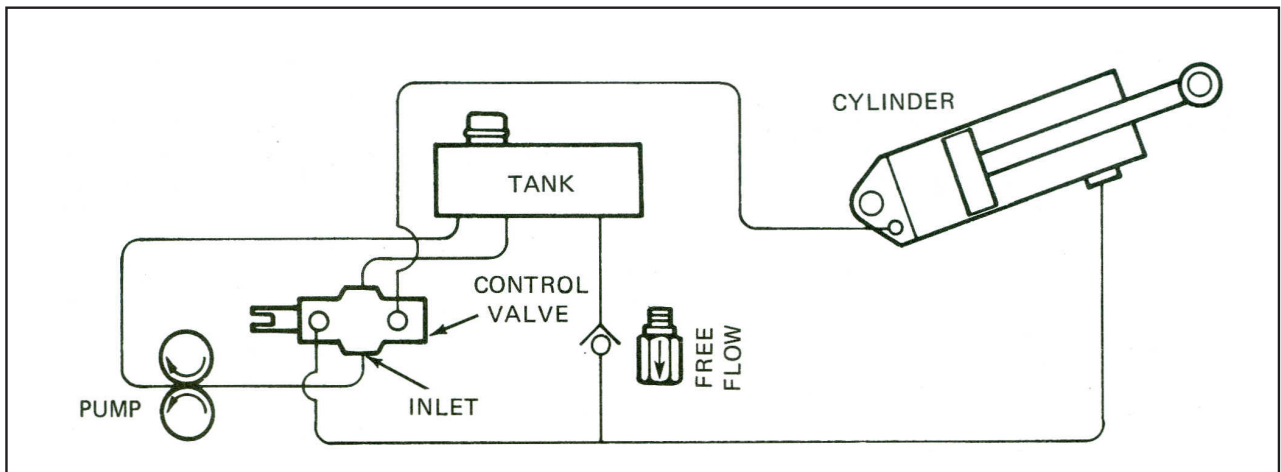 CYLINDER
TANK
CONTROL
VALVE
FREE
FLOW
PUMP
INLET